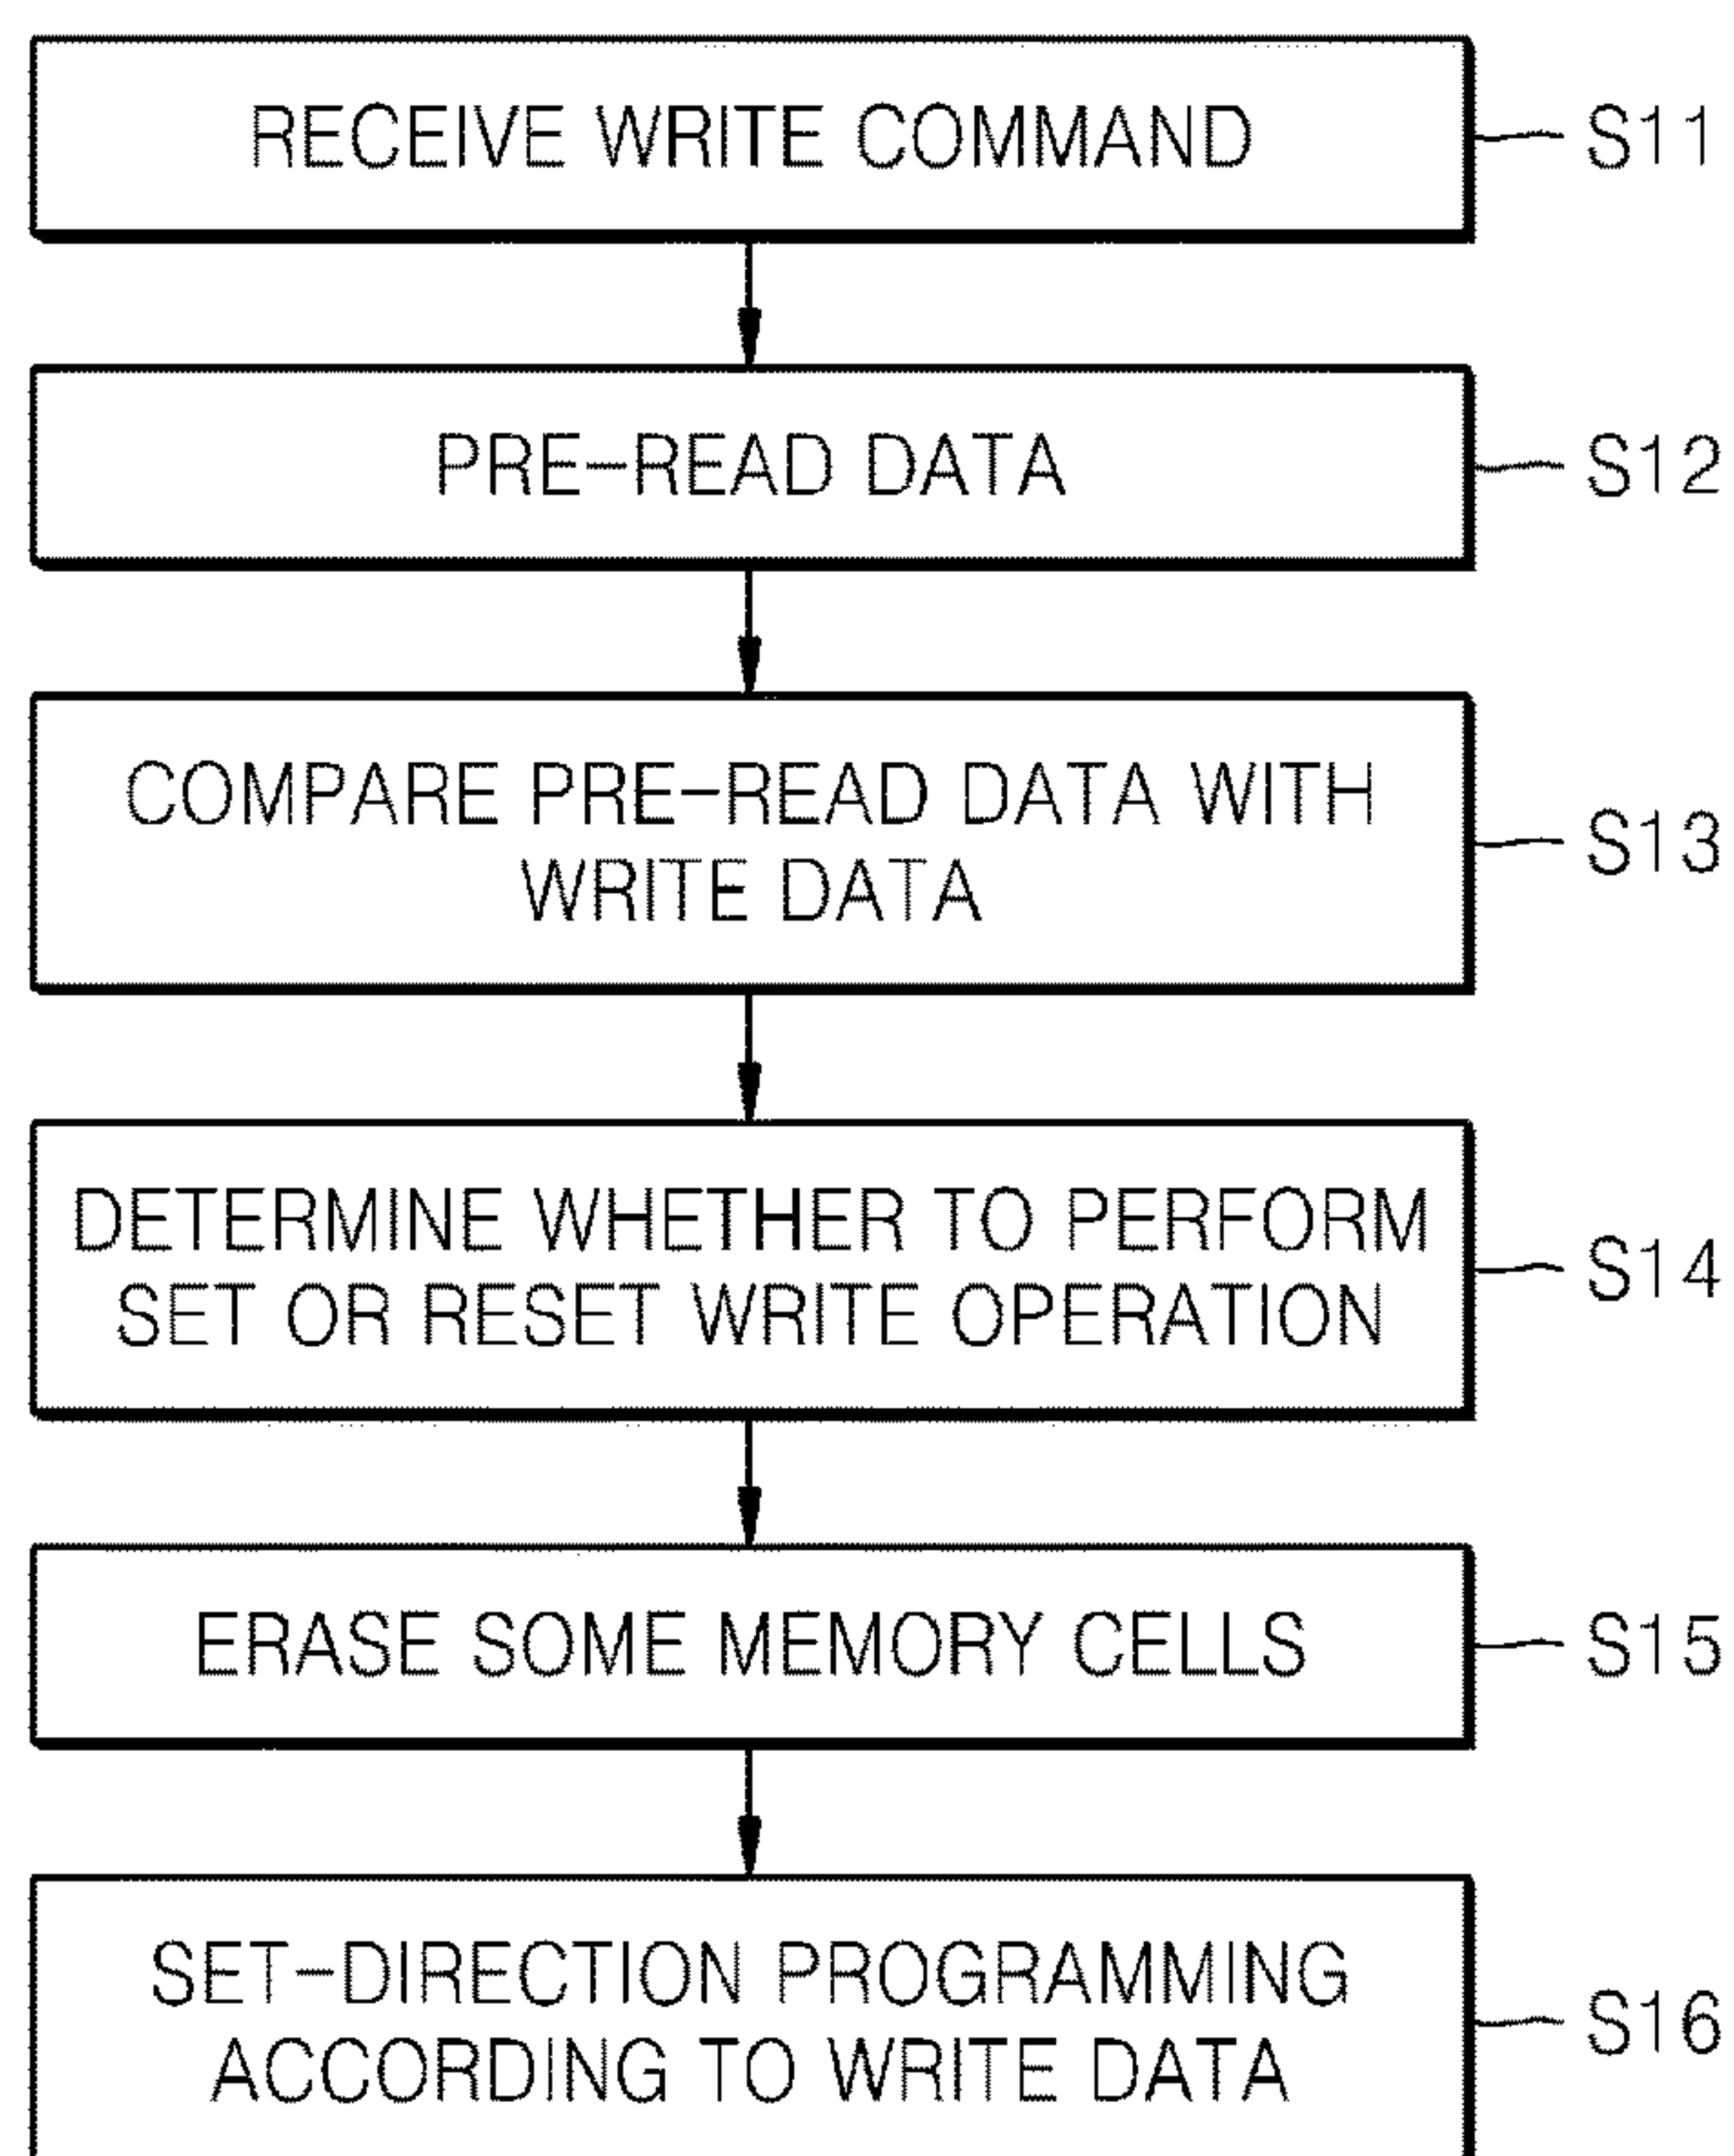 RECEIVE WRITE COMMAND
S11
PRE-READ DATA
S12
COMPARE PRE-READ DATA WITH
WRITE DATA
S13
DETERMINE WHETHER TO PERFORM
SET OR RESET WRITE OPERATION
S14
ERASE SOME MEMORY CELLS
S15
SET-DIRECTION PROGRAMMING
ACCORDING TO WRITE DATA
S16